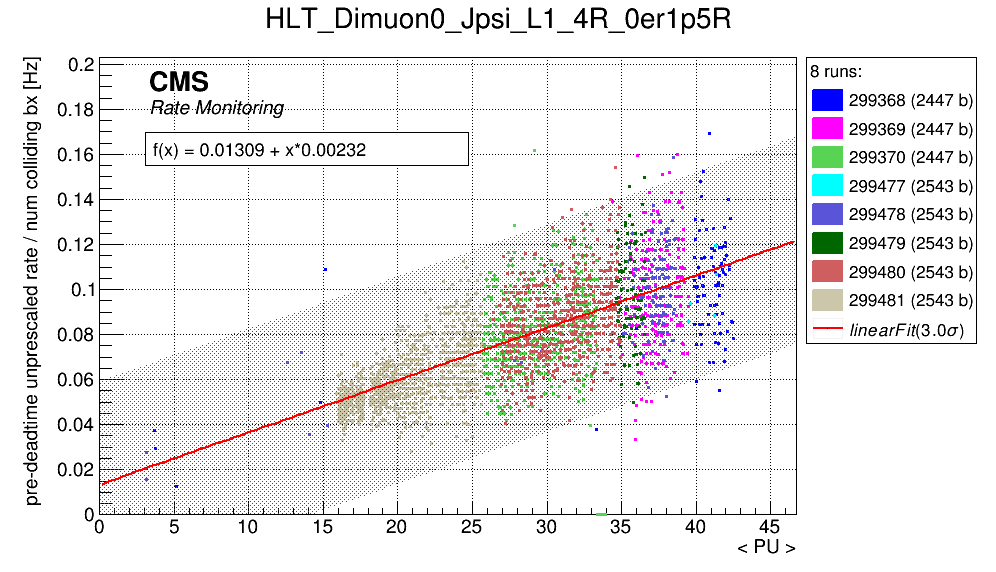 HLT_Dimuon0_Jpsi_L1_4R_0er1p5R
pre-deadtime unprescaled rate / num colliding bx [Hz]
0.2
0.18
0.16
0.14
0.12
0.1
0.08
0.06
0.04
0.02
0
CMS
Rate Monitoring
f(x) = 0.01309 + x*0.00232
0 5 10 15 20 25 30 35 40 45
< PU >
8 runs:
299368 (2447 b)
299369 (2447 b)
299370 (2447 b)
299477 (2543 b)
299478 (2543 b)
299479 (2543 b)
299480 (2543 b)
299481 (2543 b)
linearFit(3.0σ)